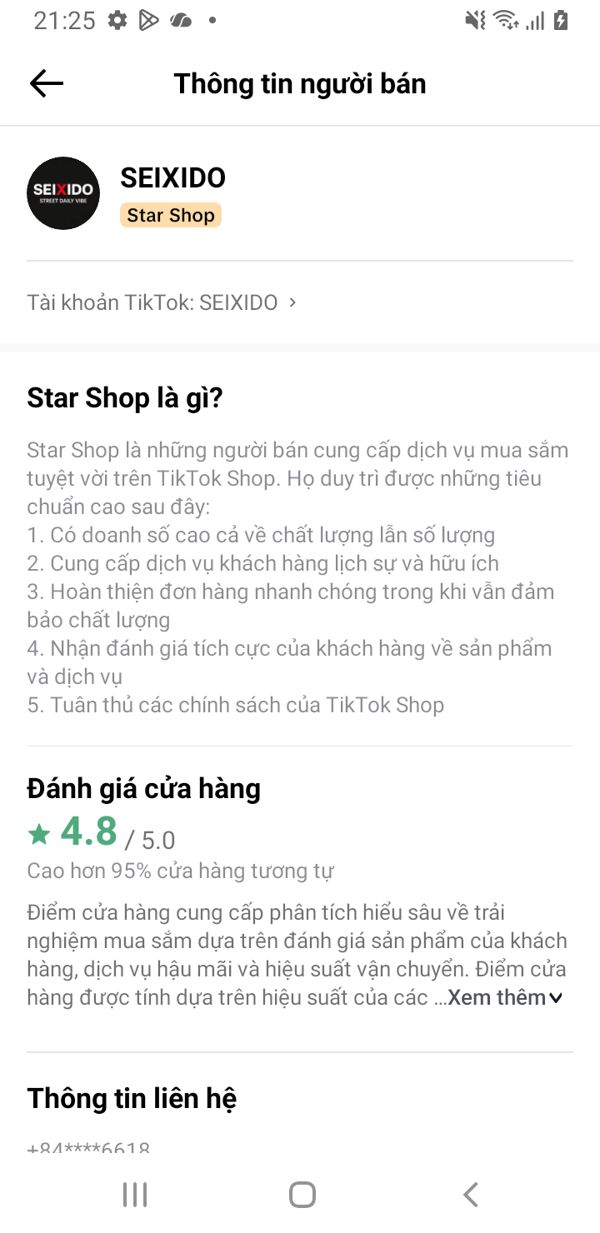 21:25
Thông tin người bán
SEIXIDO
STREET DAILY VIBE
SEIXIDO
Star Shop
Tài khoản TikTok: SEIXIDO >
Star Shop là gì?
Star Shop là những người bán cung cấp dịch vụ mua sắm
tuyệt vời trên TikTok Shop. Họ duy trì được những tiêu
chuẩn cao sau đây:
1. Có doanh số cao cả về chất lượng lẫn số lượng
2. Cung cấp dịch vụ khách hàng lịch sự và hữu ích
3. Hoàn thiện đơn hàng nhanh chóng trong khi vẫn đảm
bảo chất lượng
4. Nhận đánh giá tích cực của khách hàng về sản phẩm
và dịch vụ
5. Tuân thủ các chính sách của TikTok Shop
Đánh giá cửa hàng
4.8 / 5.0
Cao hơn 95% cửa hàng tương tự
Điểm cửa hàng cung cấp phân tích hiểu sâu về trải
nghiệm mua sắm dựa trên đánh giá sản phẩm của khách
hàng, dịch vụ hậu mãi và hiệu suất vận chuyển. Điểm cửa
hàng được tính dựa trên hiệu suất của các ...Xem thêm
Thông tin liên hệ
+84****6618